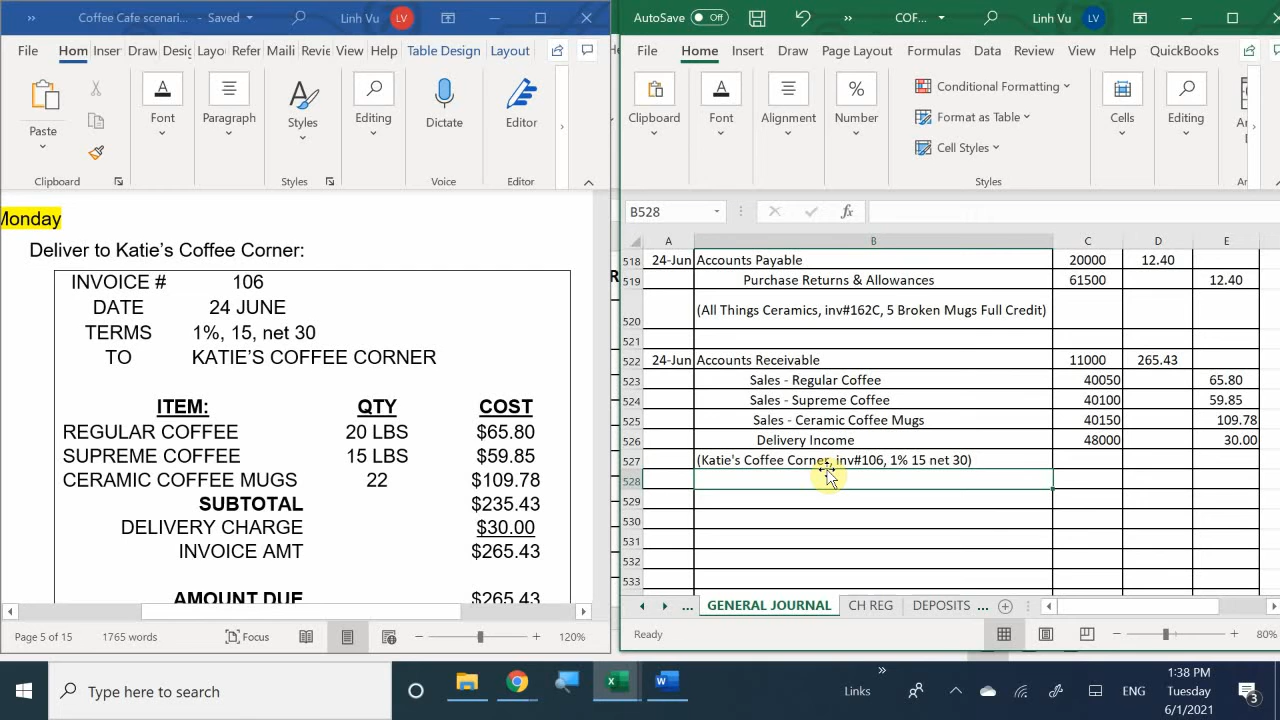 Coffee Cafe scenari... - Saved
Linh Vu LV
File Hom Inser Draw Desig Layo Refer Maili Revie View Help Table Design Layout
Paste
Font
Paragraph
Styles
Editing
Dictate
Editor
Clipboard
Styles
Voice
Editor
Monday
Deliver to Katie's Coffee Corner:
INVOICE # 106
DATE 24 JUNE
TERMS 1%, 15, net 30
TO KATIE'S COFFEE CORNER
ITEM: QTY COST
REGULAR COFFEE 20 LBS $65.80
SUPREME COFFEE 15 LBS $59.85
CERAMIC COFFEE MUGS 22 $109.78
SUBTOTAL $235.43
DELIVERY CHARGE $30.00
INVOICE AMT $265.43
AMOUNT DUE $265.43
Page 5 of 15 1765 words Focus 120%
AutoSave Off COF... Linh Vu LV
File Home Insert Draw Page Layout Formulas Data Review View Help QuickBooks
Clipboard
Font
Alignment
Number
Conditional Formatting
Format as Table
Cell Styles
Styles
Cells
Editing
B528 fx
A B C D E
518 24-Jun Accounts Payable 20000 12.40
519 Purchase Returns & Allowances 61500 12.40
520 (All Things Ceramics, inv#162C, 5 Broken Mugs Full Credit)
521
522 24-Jun Accounts Receivable 11000 265.43
523 Sales - Regular Coffee 40050 65.80
524 Sales - Supreme Coffee 40100 59.85
525 Sales - Ceramic Coffee Mugs 40150 109.78
526 Delivery Income 48000 30.00
527 (Katie's Coffee Corner, inv#106, 1% 15 net 30)
528
529
530
531
532
533
... GENERAL JOURNAL CH REG DEPOSITS ...
Ready 80%
Type here to search
Links
ENG
1:38 PM
Tuesday
6/1/2021
3